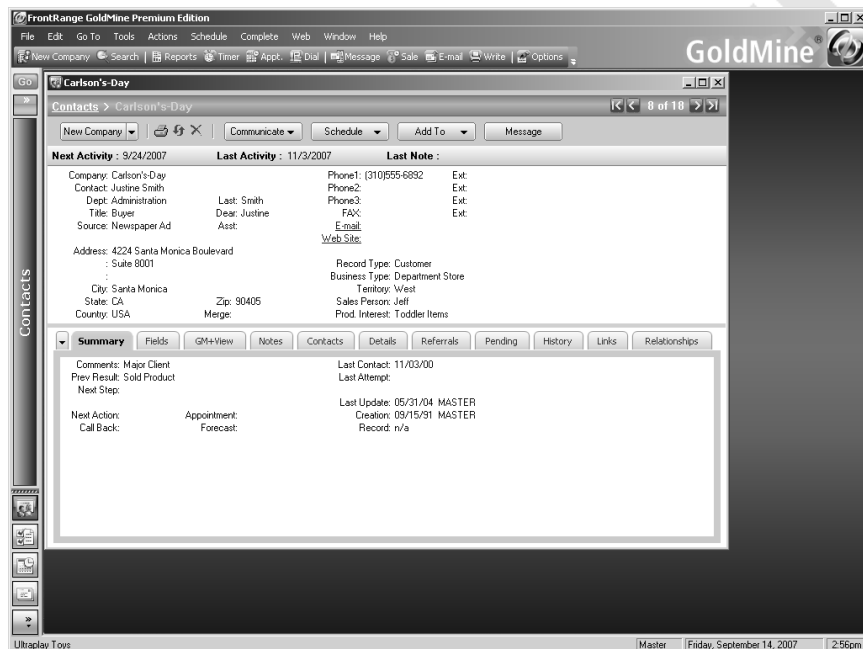 FrontRange GoldMine Premium Edition
File Edit Go To Tools Actions Schedule Complete Web Window Help
New Company Search Reports Timer Appt. Dial Message Sale E-mail Write Options
GoldMine®
Go Carlson's-Day
Contacts > Carlson's-Day 8 of 18
New Company Communicate Schedule Add To Message
Next Activity : 9/24/2007 Last Activity : 11/3/2007 Last Note :
Company: Carlson's-Day Phone1: (310)555-6892 Ext:
Contact: Justine Smith Phone2: Ext:
Dept: Administration Last: Smith Phone3: Ext:
Title: Buyer Dear: Justine FAX: Ext:
Source: Newspaper Ad Asst: E-mail:
Web Site:
Address: 4224 Santa Monica Boulevard
: Suite 8001 Record Type: Customer
: Business Type: Department Store
City: Santa Monica Territory: West
State: CA Zip: 90405 Sales Person: Jeff
Country: USA Merge: Prod. Interest: Toddler Items
Contacts
Summary Fields GM+View Notes Contacts Details Referrals Pending History Links Relationships
Comments: Major Client Last Contact: 11/03/00
Prev Result: Sold Product Last Attempt:
Next Step:
Last Update: 05/31/04 MASTER
Next Action: Appointment: Creation: 09/15/91 MASTER
Call Back: Forecast: Record: n/a
Ultraplay Toys Master Friday, September 14, 2007 2:56pm